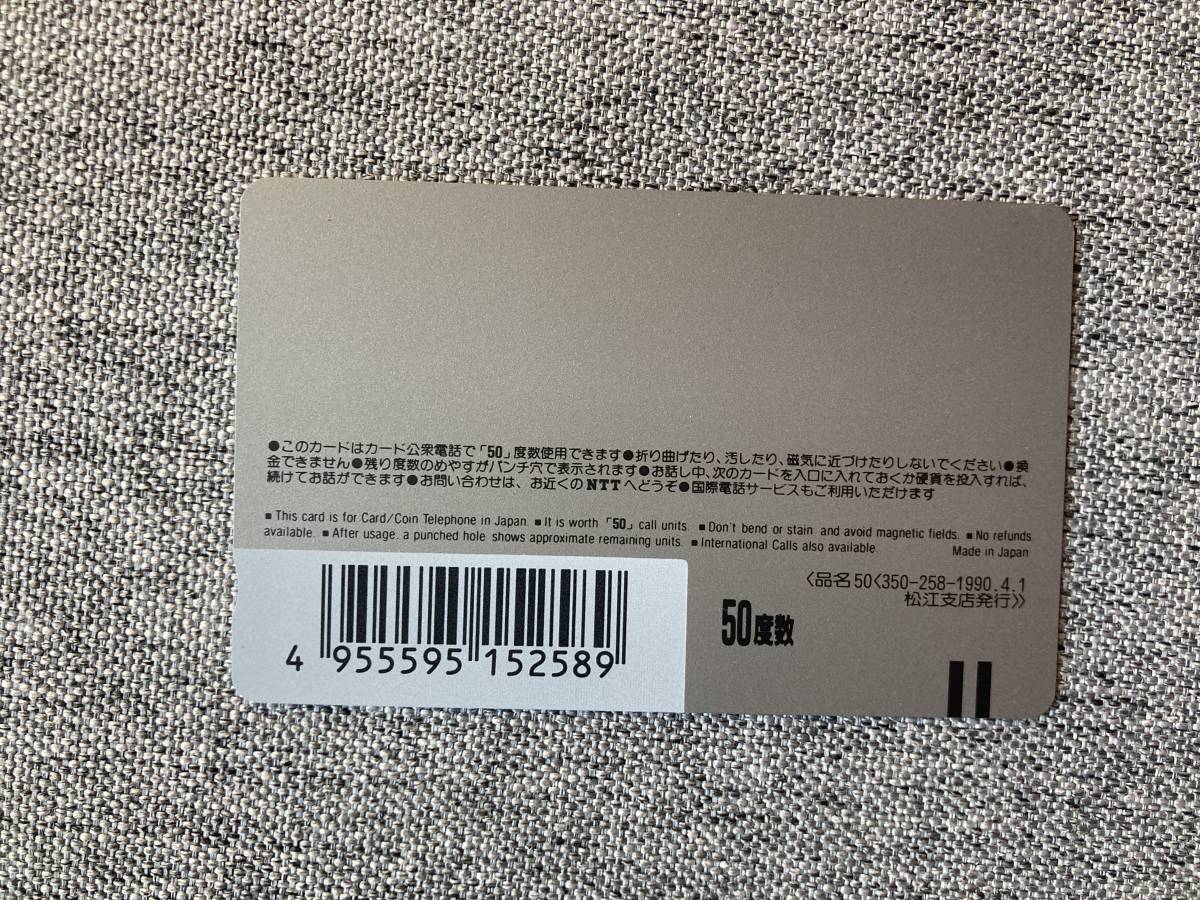 ●このカードはカード公衆電話で「50」度数使用できます●折り曲げたり、汚したり、磁気に近づけたりしないでください●換
金できません●残り度数のめやすがパンチ穴で表示されます●お話し中、次のカードを入口に入れておくか硬貨を投入すれば、
続けてお話ができます●お問い合わせは、お近くのNTTへどうぞ●国際電話サービスもご利用いただけます
■This card is for Card/Coin Telephone in Japan. ■It is worth「50」call units. ■Don't bend or stain and avoid magnetic fields. ■No refunds
available. ■After usage. a punched hole shows approximate remaining units. ■International Calls also available. Made in Japan
〈品名50〈350-258-1990.4.1
松江支店発行》
50度数
4 955595 152589